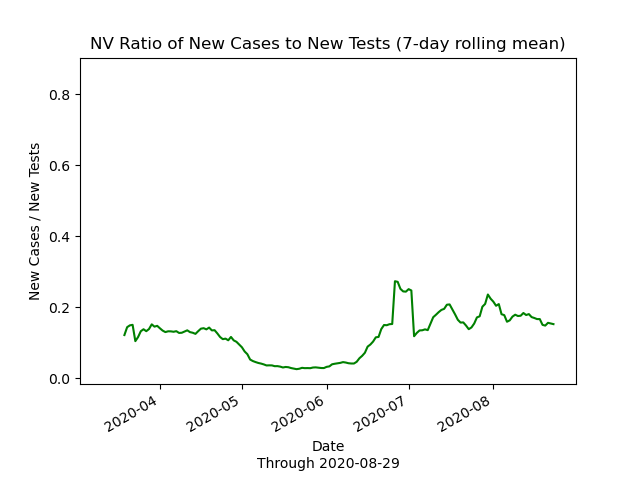 NV Ratio of New Cases to New Tests (7-day rolling mean)
0.8
0.6
0.4
0.2
0.0
New Cases / New Tests
2020-04
2020-05
2020-06
2020-07
2020-08
Date
Through 2020-08-29